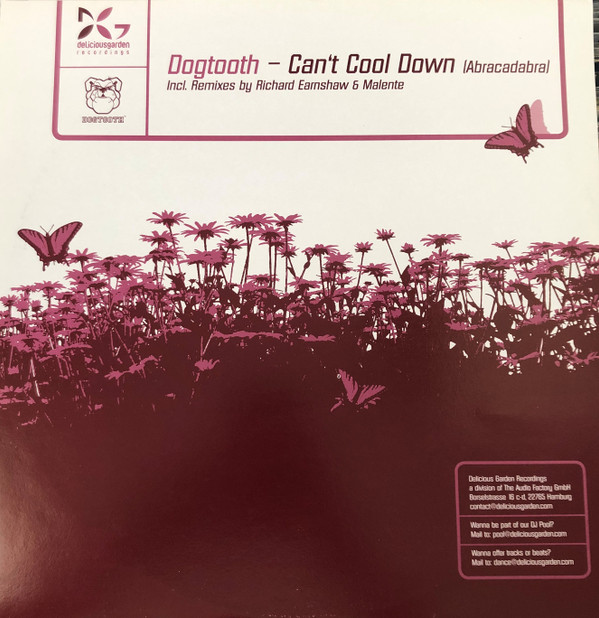 deliciousgarden
recordings
DOGTOOTH
Dogtooth – Can't Cool Down (Abracadabra)
Incl. Remixes by Richard Earnshaw & Malente
Delicious Garden Recordings
a division of The Audio Factory GmbH
Borselstrasse 16 c-d, 22765 Hamburg
contact@deliciousgarden.com
Wanna be part of our DJ Pool?
Mail to: pool@deliciousgarden.com
Wanna offer tracks or beats?
Mail to: dance@deliciousgarden.com